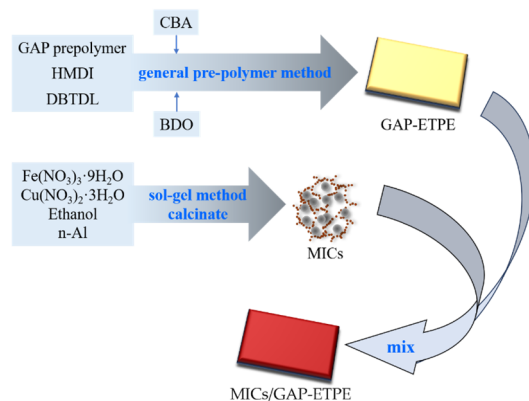 CBA
GAP prepolymer
HMDI
DBTDL
general pre-polymer method
BDO
GAP-ETPE
Fe(NO₃)₃·9H₂O
Cu(NO₃)₂·3H₂O
Ethanol
n-Al
sol-gel method
calcinate
MICs
mix
MICs/GAP-ETPE